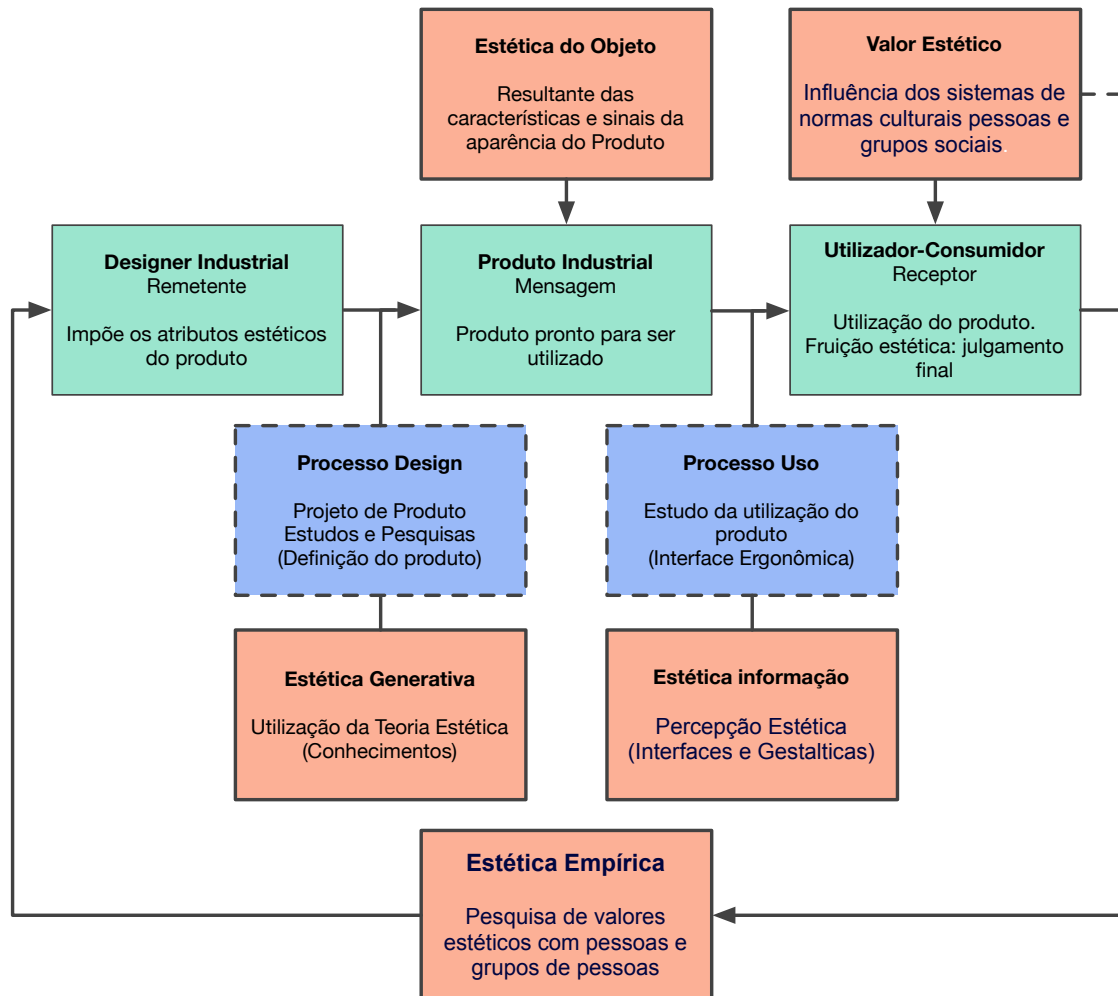 Estética do Objeto
Resultante das
características e sinais da
aparência do Produto
Valor Estético
Influência dos sistemas de
normas culturais pessoas e
grupos sociais.
Designer Industrial
Remetente
Impõe os atributos estéticos
do produto
Produto Industrial
Mensagem
Produto pronto para ser
utilizado
Utilizador-Consumidor
Receptor
Utilização do produto.
Fruição estética: julgamento
final
Processo Design
Projeto de Produto
Estudos e Pesquisas
(Definição do produto)
Processo Uso
Estudo da utilização do
produto
(Interface Ergonômica)
Estética Generativa
Utilização da Teoria Estética
(Conhecimentos)
Estética informação
Percepção Estética
(Interfaces e Gestalticas)
Estética Empírica
Pesquisa de valores
estéticos com pessoas e
grupos de pessoas